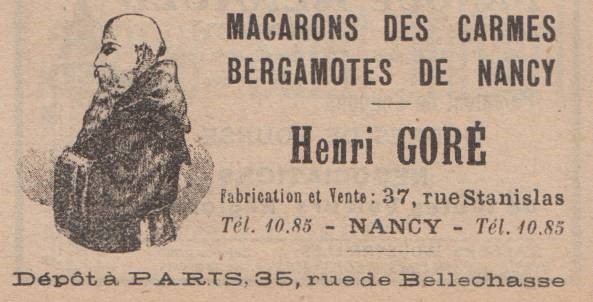 MACARONS DES CARMES
BERGAMOTES DE NANCY
Henri GORÉ
Fabrication et Vente : 37, rue Stanislas
Tél. 10.85 - NANCY - Tél. 10.85
Dépôt à PARIS, 35, rue de Bellechasse